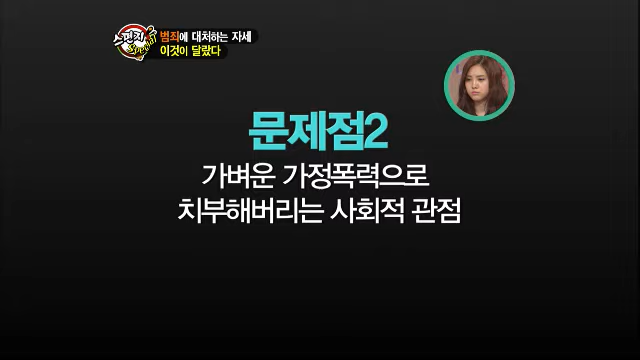 범죄에 대처하는 자세
이것이 달랐다
문제점2
가벼운 가정폭력으로
치부해버리는 사회적 관점